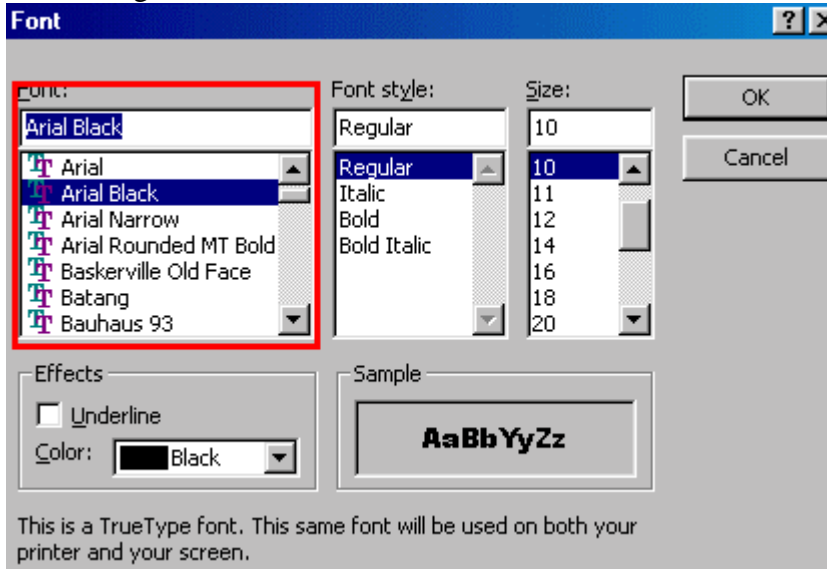 Font
Font:
Arial Black
Arial
Arial Black
Arial Narrow
Arial Rounded MT Bold
Baskerville Old Face
Batang
Bauhaus 93
Font style:
Regular
Regular
Italic
Bold
Bold Italic
Size:
10
10
11
12
14
16
18
20
OK
Cancel
Effects
Underline
Color: Black
Sample
AaBbYyZz
This is a TrueType font. This same font will be used on both your
printer and your screen.